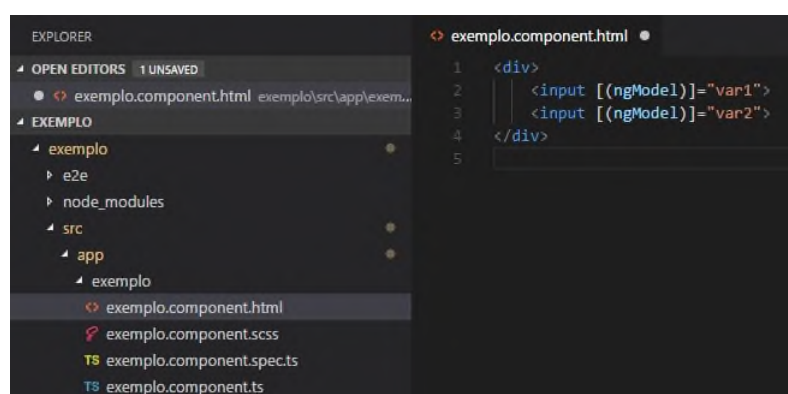 EXPLORER
OPEN EDITORS 1 UNSAVED
exemplo.component.html exemplo\src\app\exem...
EXEMPLO
exemplo
e2e
node_modules
src
app
exemplo
exemplo.component.html
exemplo.component.scss
TS exemplo.component.spec.ts
TS exemplo.component.ts
exemplo.component.html
1 <div>
2 <input [(ngModel)]="var1">
3 <input [(ngModel)]="var2">
4 </div>
5